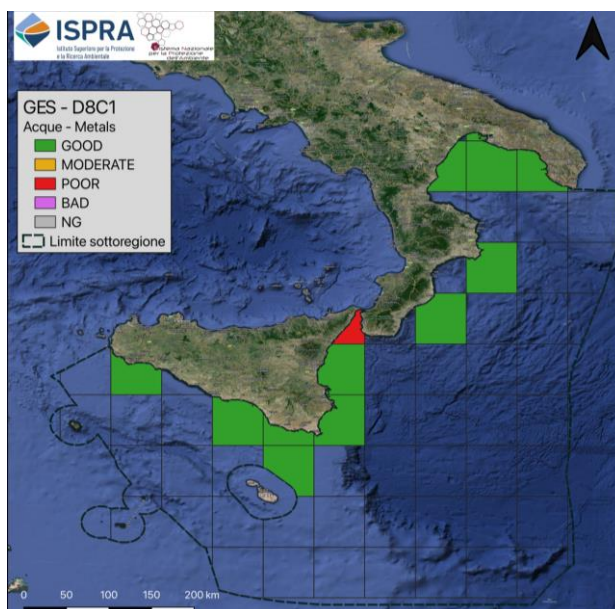 ISPRA
Istituto Superiore per la Protezione
e la Ricerca Ambientale
Sistema Nazionale
per la Protezione
dell'Ambiente
GES - D8C1
Acque - Metals
GOOD
MODERATE
POOR
BAD
NG
Limite sottoregione
0 50 100 150 200 km